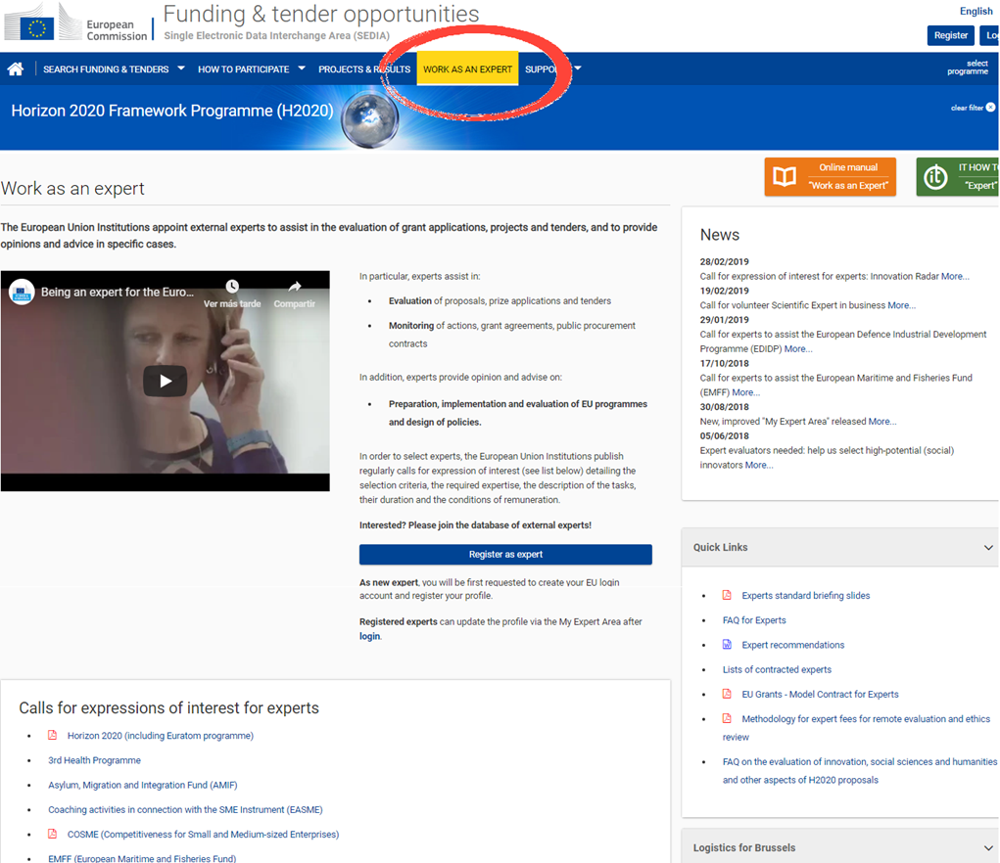 European
Commission
Funding & tender opportunities
Single Electronic Data Interchange Area (SEDIA)
English
Register
SEARCH FUNDING & TENDERS
HOW TO PARTICIPATE
PROJECTS & RESULTS
WORK AS AN EXPERT
select
programme
Horizon 2020 Framework Programme (H2020)
clear filter
Online manual
"Work as an Expert"
IT HOW
"Expert"
Work as an expert
The European Union Institutions appoint external experts to assist in the evaluation of grant applications, projects and tenders, and to provide
opinions and advice in specific cases.
Being an expert for the Euro...
Ver más tarde
Compartir
In particular, experts assist in:
• Evaluation of proposals, prize applications and tenders
• Monitoring of actions, grant agreements, public procurement
contracts
In addition, experts provide opinion and advise on:
• Preparation, implementation and evaluation of EU programmes
and design of policies.
In order to select experts, the European Union Institutions publish
regularly calls for expression of interest (see list below) detailing the
selection criteria, the required expertise, the description of the tasks,
their duration and the conditions of remuneration.
Interested? Please join the database of external experts!
Register as expert
As new expert, you will be first requested to create your EU login
account and register your profile.
Registered experts can update the profile via the My Expert Area after
login.
Calls for expressions of interest for experts
• Horizon 2020 (including Euratom programme)
• 3rd Health Programme
• Asylum, Migration and Integration Fund (AMIF)
• Coaching activities in connection with the SME Instrument (EASME)
• COSME (Competitiveness for Small and Medium-sized Enterprises)
• EMFF (European Maritime and Fisheries Fund)
News
28/02/2019
Call for expression of interest for experts: Innovation Radar More...
19/02/2019
Call for volunteer Scientific Expert in business More...
29/01/2019
Call for experts to assist the European Defence Industrial Development
Programme (EDIDP) More...
17/10/2018
Call for experts to assist the European Maritime and Fisheries Fund
(EMFF) More...
30/08/2018
New, improved "My Expert Area" released More...
05/06/2018
Expert evaluators needed: help us select high-potential (social)
innovators More...
Quick Links
• Experts standard briefing slides
• FAQ for Experts
• Expert recommendations
• Lists of contracted experts
• EU Grants - Model Contract for Experts
• Methodology for expert fees for remote evaluation and ethics
review
• FAQ on the evaluation of innovation, social sciences and humanities
and other aspects of H2020 proposals
Logistics for Brussels